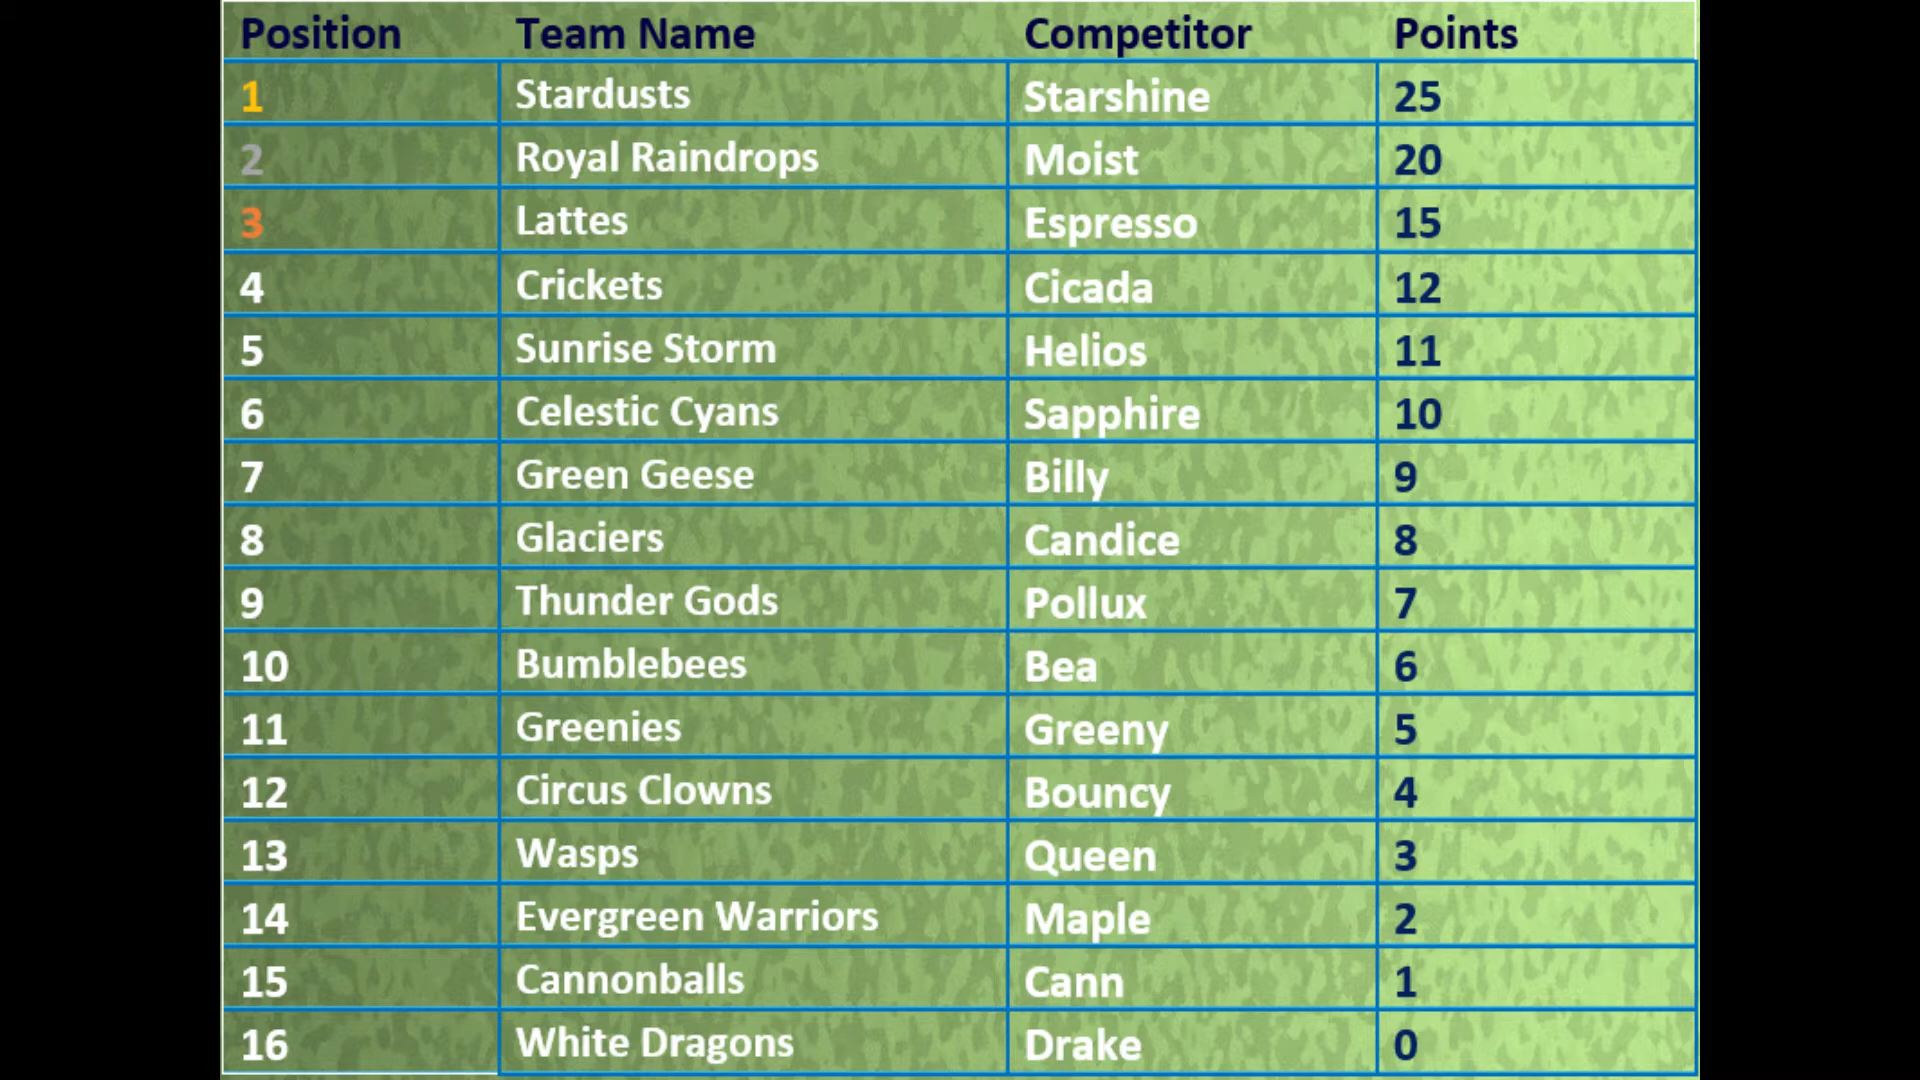 Position Team Name Competitor Points
1 Stardusts Starshine 25
2 Royal Raindrops Moist 20
3 Lattes Espresso 15
4 Crickets Cicada 12
5 Sunrise Storm Helios 11
6 Celestic Cyans Sapphire 10
7 Green Geese Billy 9
8 Glaciers Candice 8
9 Thunder Gods Pollux 7
10 Bumblebees Bea 6
11 Greenies Greeny 5
12 Circus Clowns Bouncy 4
13 Wasps Queen 3
14 Evergreen Warriors Maple 2
15 Cannonballs Cann 1
16 White Dragons Drake 0